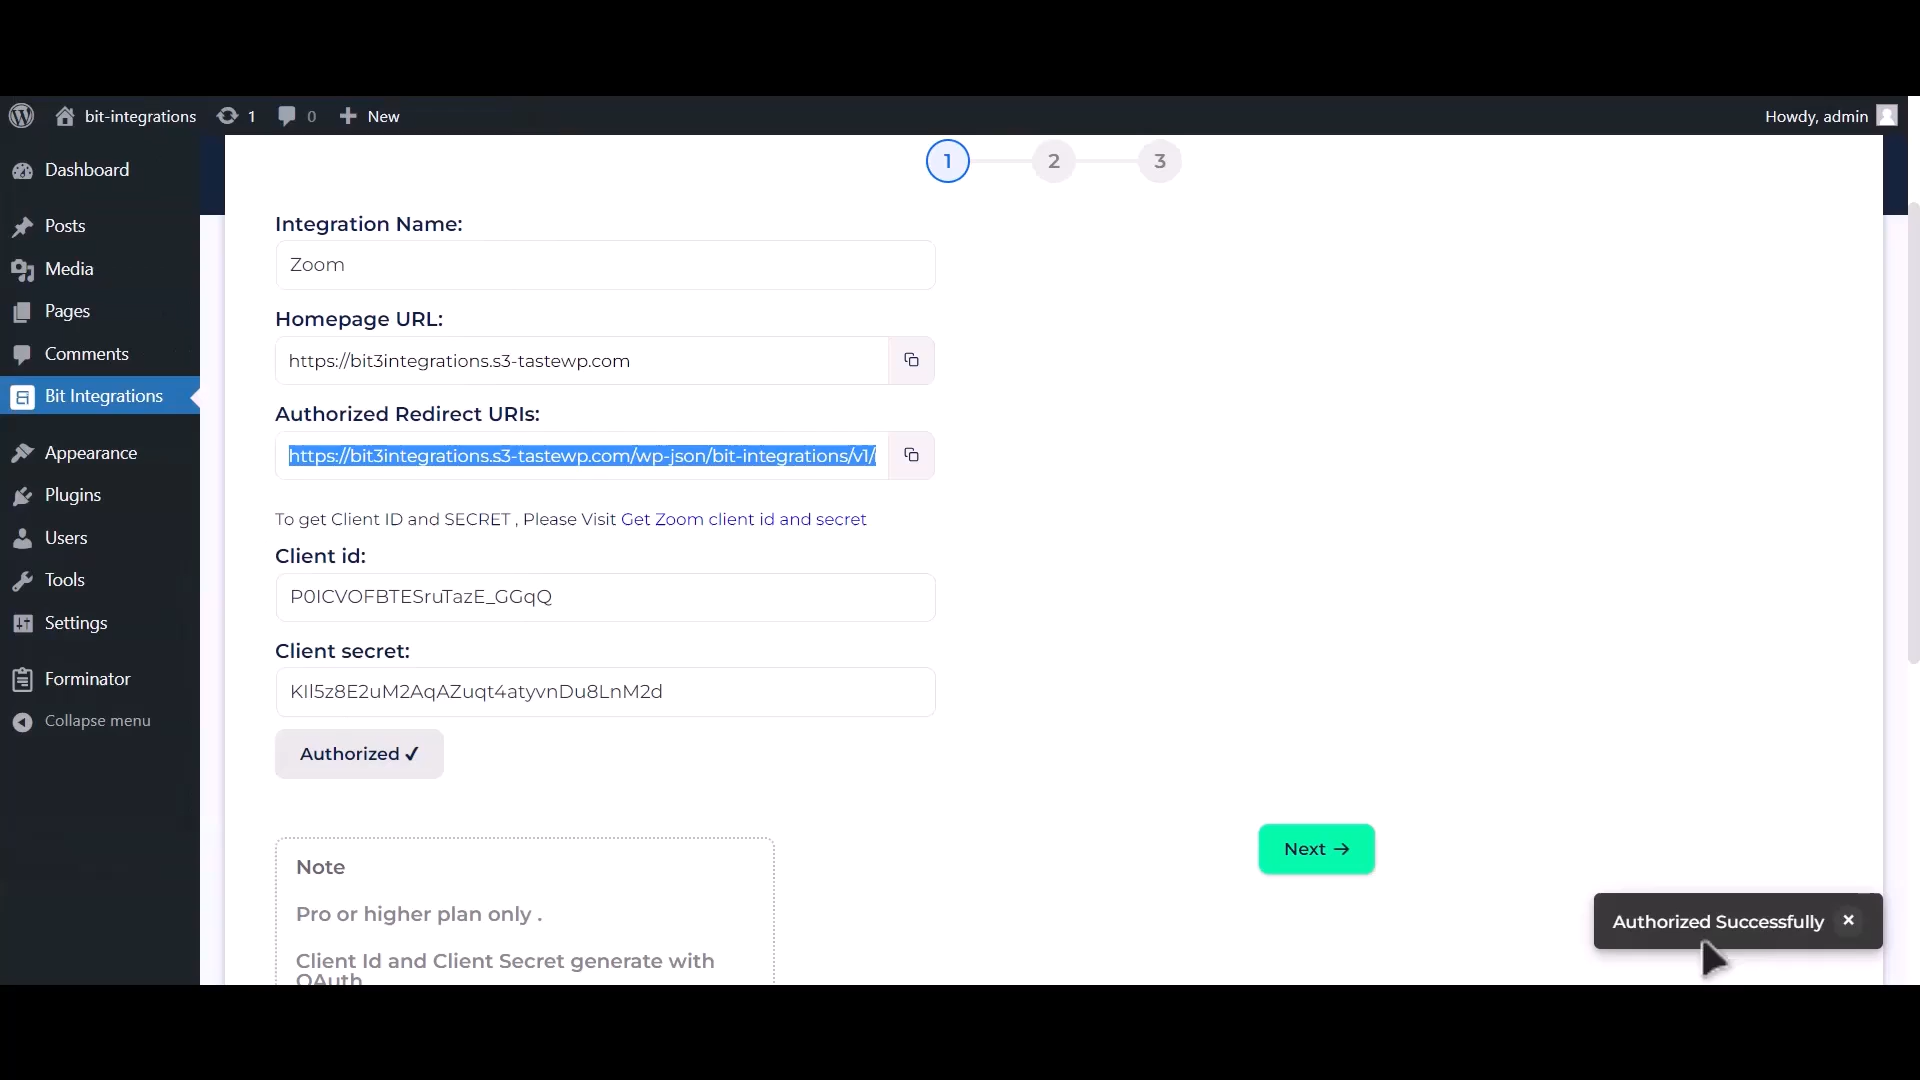 bit-integrations 1 0 New Howdy, admin
Dashboard
Posts
Media
Pages
Comments
Bit Integrations
Appearance
Plugins
Users
Tools
Settings
Forminator
Collapse menu
1 2 3
Integration Name:
Zoom
Homepage URL:
https://bit3integrations.s3-tastewp.com
Authorized Redirect URIs:
https://bit3integrations.s3-tastewp.com/wp-json/bit-integrations/v1/
To get Client ID and SECRET , Please Visit Get Zoom client id and secret
Client id:
P0ICVOFBTESruTazE_GGqQ
Client secret:
KIl5z8E2uM2AqAZuqt4atyvnDu8LnM2d
Authorized ✔
Next →
Note
Pro or higher plan only .
Client Id and Client Secret generate with
OAuth
Authorized Successfully ×